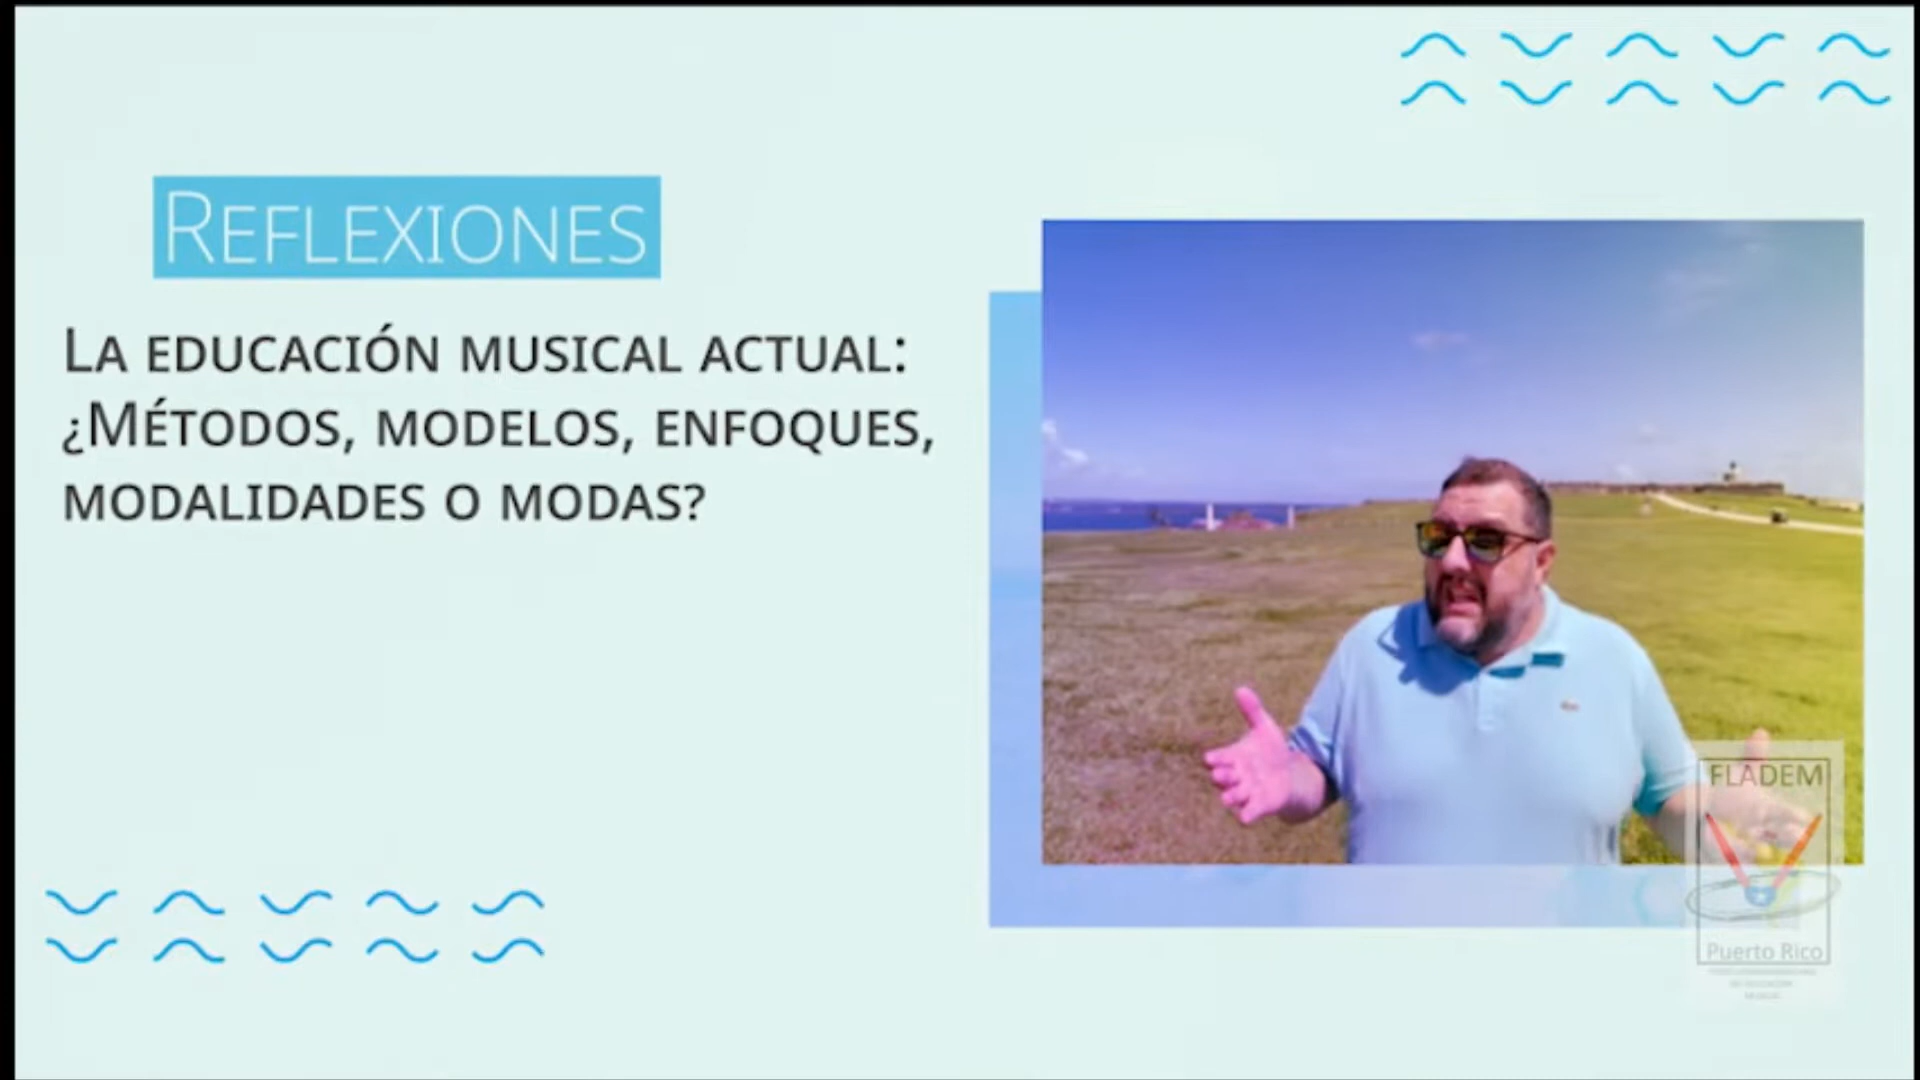 REFLEXIONES
LA EDUCACIÓN MUSICAL ACTUAL:
¿MÉTODOS, MODELOS, ENFOQUES,
MODALIDADES O MODAS?
FLADEM
Puerto Rico